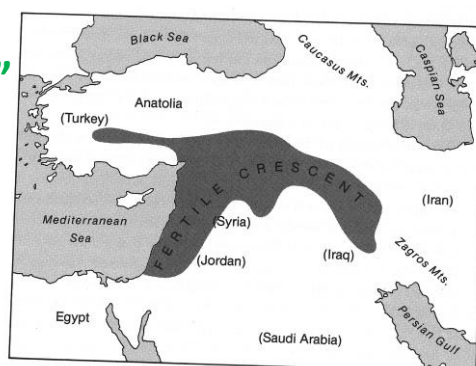 ”
Black Sea
Caucasus Mts.
Caspian Sea
Anatolia
(Turkey)
FERTILE CRESCENT
(Iran)
Mediterranean
Sea
(Syria)
(Jordan)
(Iraq)
Zagros Mts.
Egypt
(Saudi Arabia)
Persian Gulf